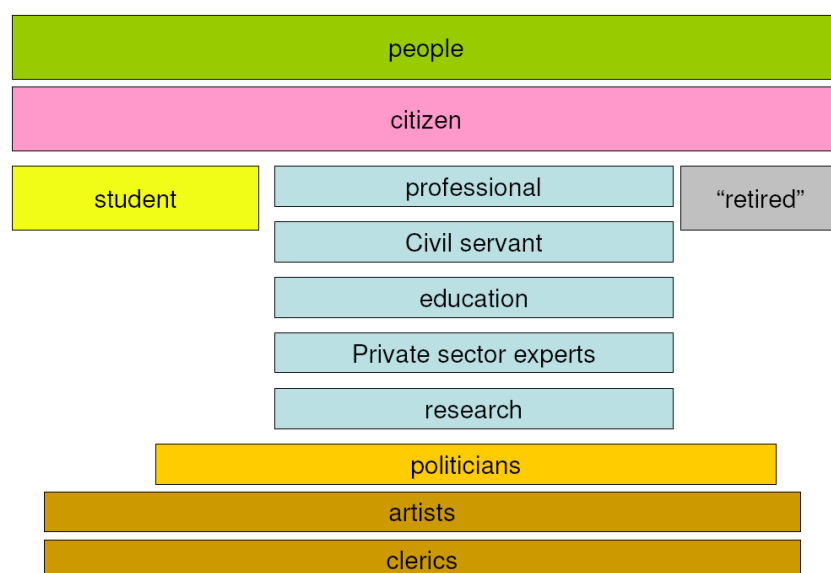 people
citizen
student
professional
“retired”
Civil servant
education
Private sector experts
research
politicians
artists
clerics